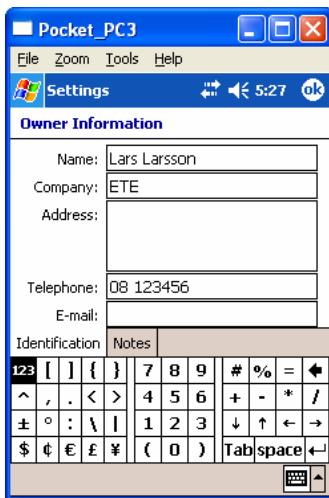 Pocket_PC3
File Zoom Tools Help
Settings 5:27 ok
Owner Information
Name: Lars Larsson
Company: ETE
Address:
Telephone: 08 123456
E-mail:
Identification Notes
123 [ ] { } 7 8 9 # % = 🡄
^ , . < > 4 5 6 + - * /
± ° : \ | 1 2 3 ↓ ↑ ← →
$ ¢ € £ ¥ ( 0 ) Tab space ↵